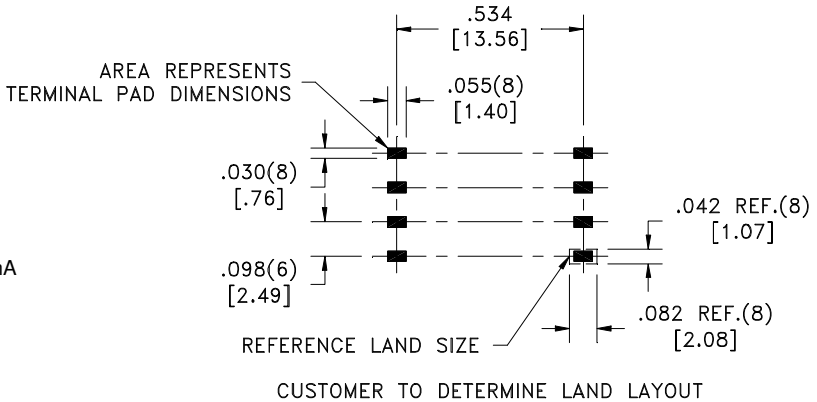 .534
[13.56]
AREA REPRESENTS
TERMINAL PAD DIMENSIONS
.055(8)
[1.40]
.030(8)
[.76]
.042 REF.(8)
[1.07]
.098(6)
[2.49]
.082 REF.(8)
[2.08]
REFERENCE LAND SIZE
CUSTOMER TO DETERMINE LAND LAYOUT